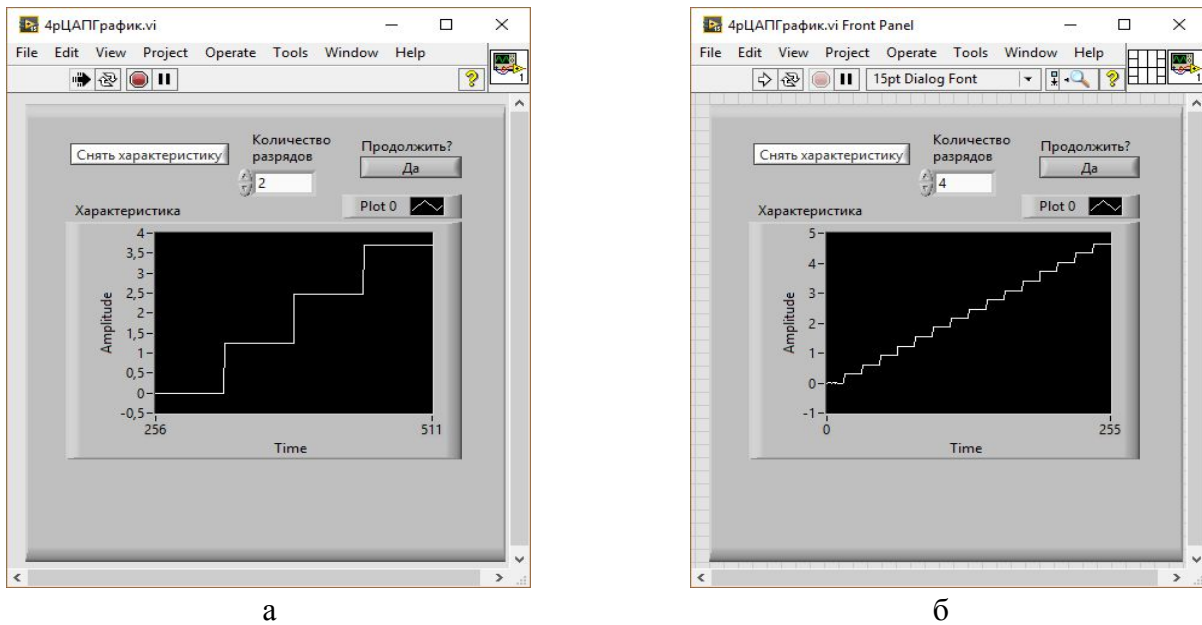 4рЦАПГрафик.vi
File Edit View Project Operate Tools Window Help
1
Снять характеристику
Количество
разрядов
2
Продолжить?
Да
Plot 0
Характеристика
4
3,5
3
2,5
2
1,5
1
0,5
0
-0,5
Amplitude
256
511
Time
а
4рЦАПГрафик.vi Front Panel
File Edit View Project Operate Tools Window Help
15pt Dialog Font
1
Снять характеристику
Количество
разрядов
4
Продолжить?
Да
Plot 0
Характеристика
5
4
3
2
1
0
-1
Amplitude
0
255
Time
б